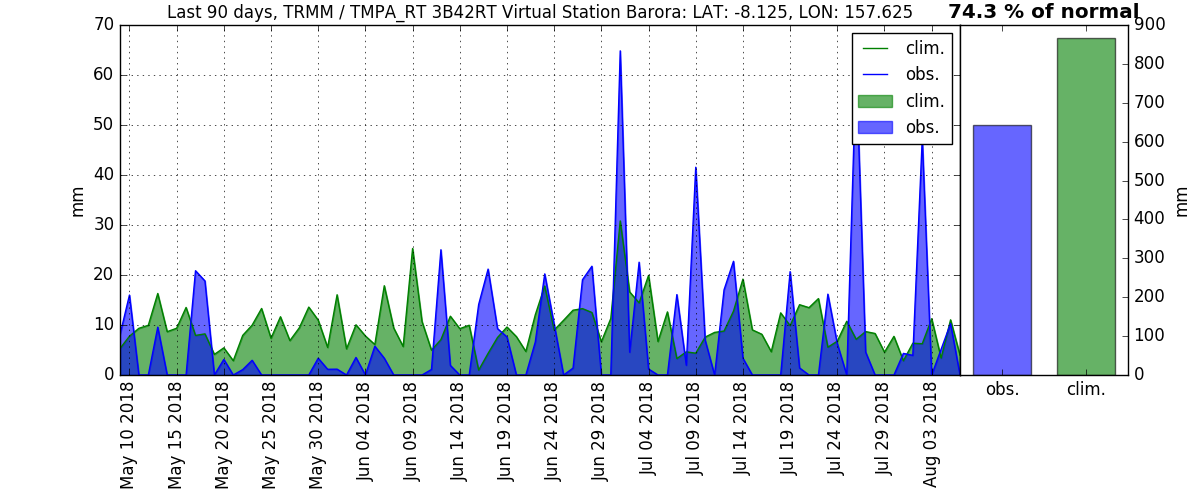 Last 90 days, TRMM / TMPA_RT 3B42RT Virtual Station Barora: LAT: -8.125, LON: 157.625
74.3 % of normal
70
60
50
40
30
20
10
0
mm
clim.
obs.
clim.
obs.
900
800
700
600
500
400
300
200
100
0
mm
May 10 2018
May 15 2018
May 20 2018
May 25 2018
May 30 2018
Jun 04 2018
Jun 09 2018
Jun 14 2018
Jun 19 2018
Jun 24 2018
Jun 29 2018
Jul 04 2018
Jul 09 2018
Jul 14 2018
Jul 19 2018
Jul 24 2018
Jul 29 2018
Aug 03 2018
obs.
clim.